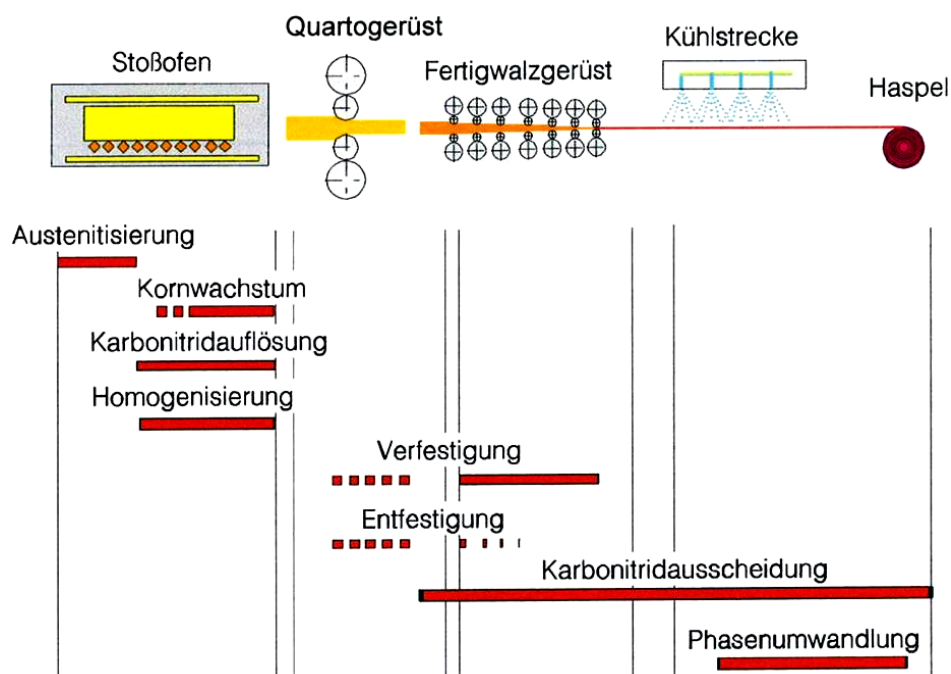 Stoßofen
Quartogerüst
Fertigwalzgerüst
Kühlstrecke
Haspel
Austenitisierung
Kornwachstum
Karbonitridauflösung
Homogenisierung
Verfestigung
Entfestigung
Karbonitridausscheidung
Phasenumwandlung